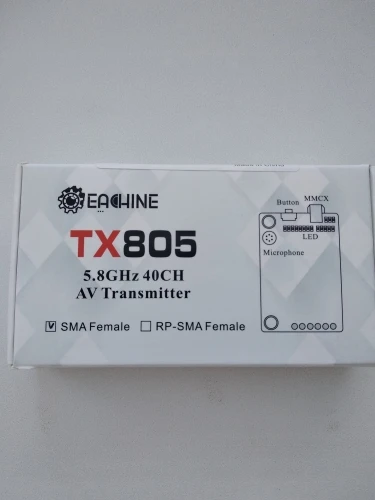 EACHINE
TX805
5.8GHz 40CH
AV Transmitter
SMA Female RP-SMA Female
Button MMCX
LED
Microphone